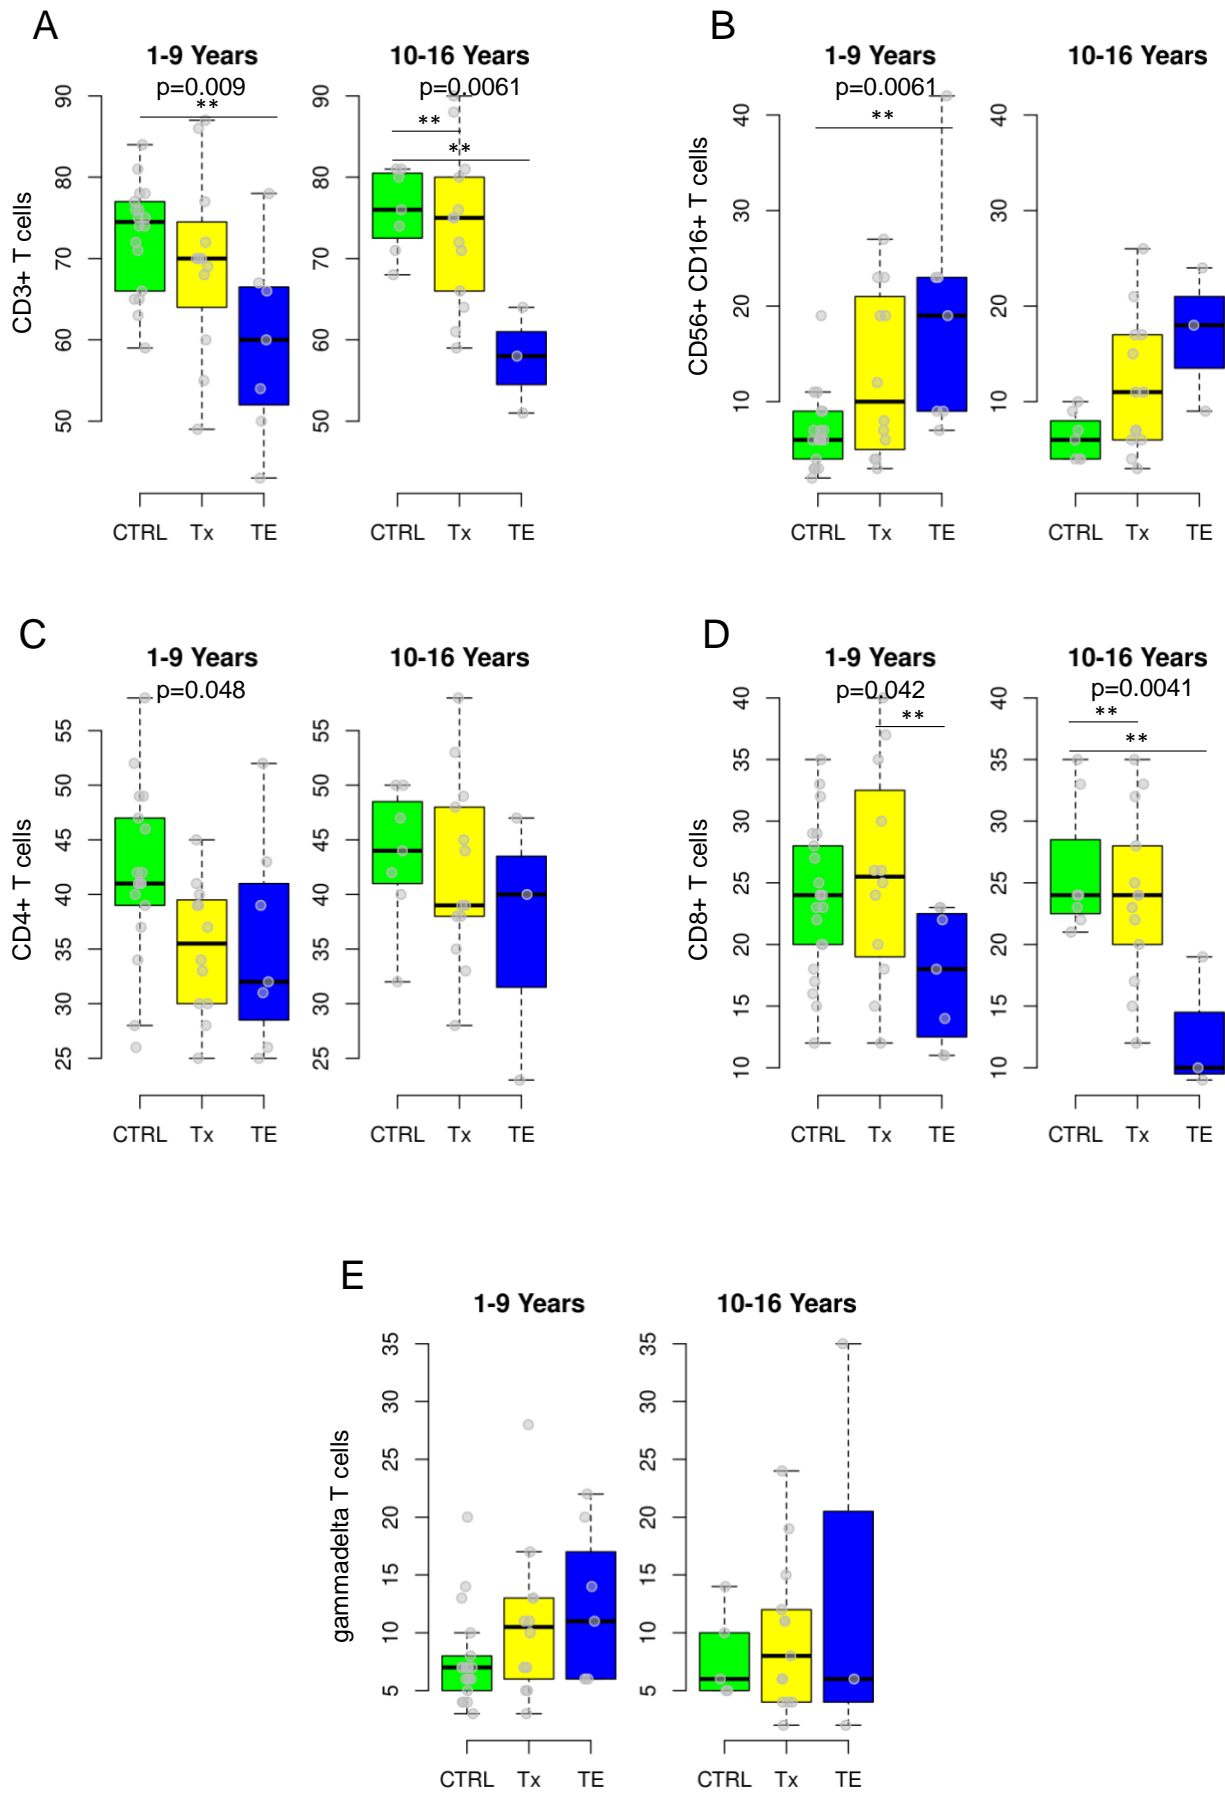 A
1-9 Years
p=0.009
**
10-16 Years
p=0.0061
**
**
CD3+ T cells
90
80
70
60
50
90
80
70
60
50
CTRL Tx TE
CTRL Tx TE
B
1-9 Years
p=0.0061
**
10-16 Years
CD56+ CD16+ T cells
40
30
20
10
40
30
20
10
CTRL Tx TE
CTRL Tx TE
C
1-9 Years
p=0.048
10-16 Years
CD4+ T cells
55
50
45
40
35
30
25
55
50
45
40
35
30
25
CTRL Tx TE
CTRL Tx TE
D
1-9 Years
p=0.042
**
10-16 Years
p=0.0041
**
**
CD8+ T cells
40
35
30
25
20
15
10
40
35
30
25
20
15
10
CTRL Tx TE
CTRL Tx TE
E
1-9 Years
10-16 Years
gammadelta T cells
35
30
25
20
15
10
5
35
30
25
20
15
10
5
CTRL Tx TE
CTRL Tx TE